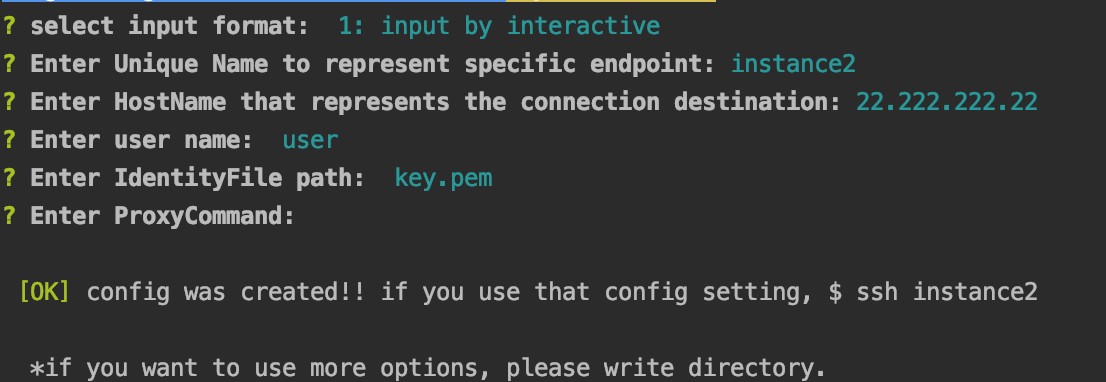 ? select input format:  1: input by interactive
? Enter Unique Name to represent specific endpoint: instance2
? Enter HostName that represents the connection destination: 22.222.222.22
? Enter user name:  user
? Enter IdentityFile path:  key.pem
? Enter ProxyCommand:
[OK] config was created!! if you use that config setting, $ ssh instance2
*if you want to use more options, please write directory.